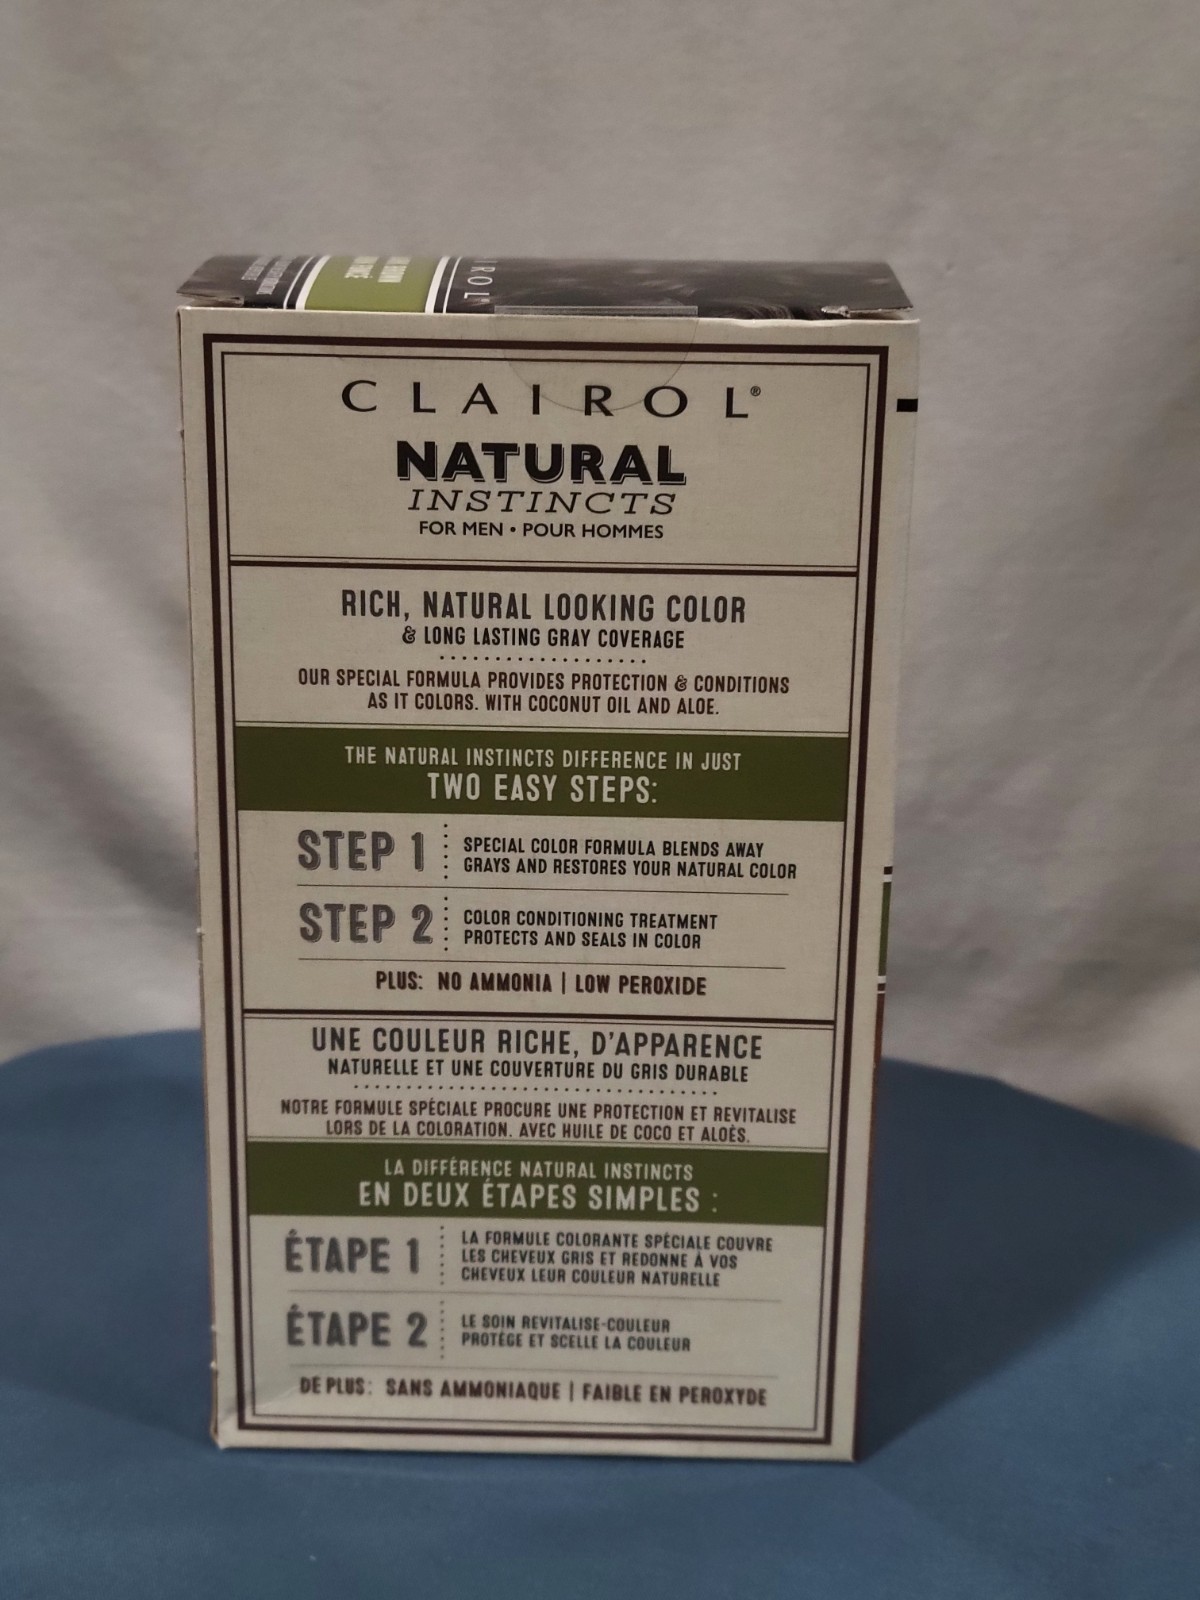 CLAIROL®
NATURAL
INSTINCTS
FOR MEN • POUR HOMMES
RICH, NATURAL LOOKING COLOR
& LONG LASTING GRAY COVERAGE
OUR SPECIAL FORMULA PROVIDES PROTECTION & CONDITIONS
AS IT COLORS. WITH COCONUT OIL AND ALOE.
THE NATURAL INSTINCTS DIFFERENCE IN JUST
TWO EASY STEPS:
STEP 1
SPECIAL COLOR FORMULA BLENDS AWAY
GRAYS AND RESTORES YOUR NATURAL COLOR
STEP 2
COLOR CONDITIONING TREATMENT
PROTECTS AND SEALS IN COLOR
PLUS: NO AMMONIA | LOW PEROXIDE
UNE COULEUR RICHE, D'APPARENCE
NATURELLE ET UNE COUVERTURE DU GRIS DURABLE
NOTRE FORMULE SPÉCIALE PROCURE UNE PROTECTION ET REVITALISE
LORS DE LA COLORATION. AVEC HUILE DE COCO ET ALOÈS.
LA DIFFÉRENCE NATURAL INSTINCTS
EN DEUX ÉTAPES SIMPLES :
ÉTAPE 1
LA FORMULE COLORANTE SPÉCIALE COUVRE
LES CHEVEUX GRIS ET REDONNE À VOS
CHEVEUX LEUR COULEUR NATURELLE
ÉTAPE 2
LE SOIN REVITALISE-COULEUR
PROTÈGE ET SCELLE LA COULEUR
DE PLUS: SANS AMMONIAQUE | FAIBLE EN PEROXYDE